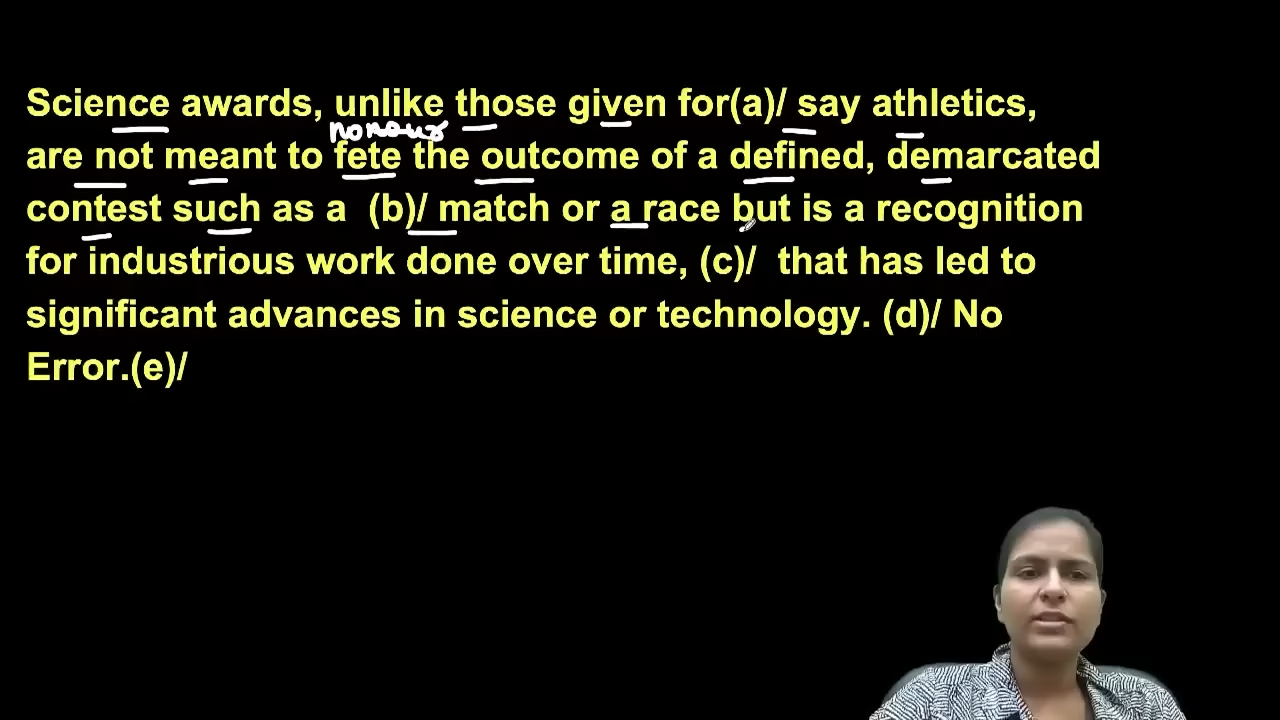 Science awards, unlike those given for(a)/ say athletics,
honour
are not meant to fete the outcome of a defined, demarcated
contest such as a (b)/ match or a race but is a recognition
for industrious work done over time, (c)/ that has led to
significant advances in science or technology. (d)/ No
Error.(e)/